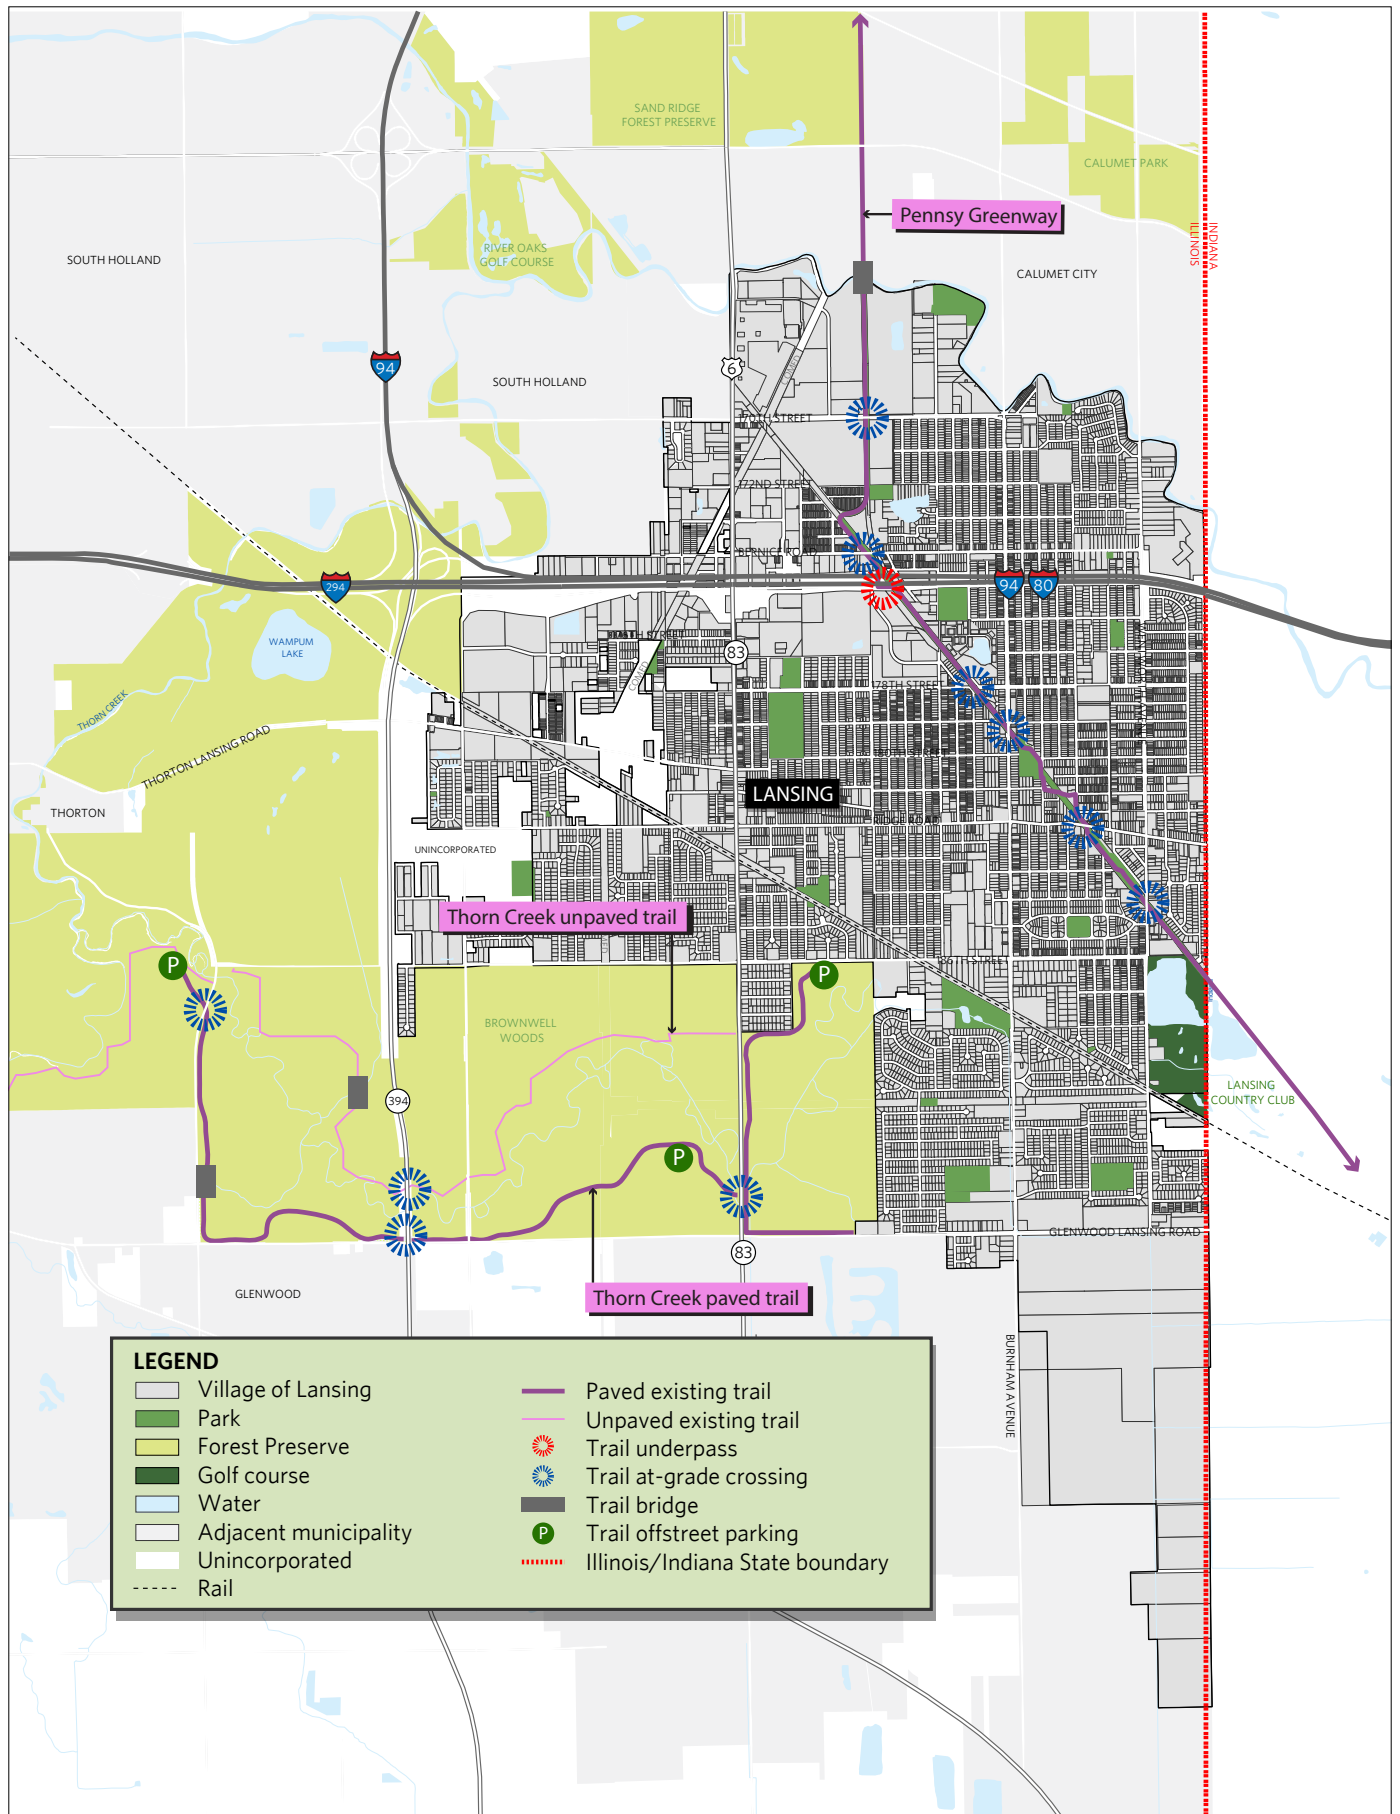 SAND RIDGE
FOREST PRESERVE
CALUMET PARK
Pennsy Greenway
INDIANA
ILLINOIS
RIVER OAKS
GOLF COURSE
SOUTH HOLLAND
CALUMET CITY
94
6
COMED
SOUTH HOLLAND
170TH STREET
172ND STREET
BERNICE ROAD
294
94
80
WAMPUM
LAKE
83
COMED
178TH STREET
THORN CREEK
THORTON LANSING ROAD
180TH STREET
LANSING
THORTON
RIDGE ROAD
UNINCORPORATED
Thorn Creek unpaved trail
186TH STREET
P
P
BROWNWELL
WOODS
394
LANSING
COUNTRY CLUB
P
83
GLENWOOD LANSING ROAD
GLENWOOD
Thorn Creek paved trail
BURNHAM AVENUE
LEGEND
Village of Lansing
Park
Forest Preserve
Golf course
Water
Adjacent municipality
Unincorporated
Rail
Paved existing trail
Unpaved existing trail
Trail underpass
Trail at-grade crossing
Trail bridge
P
Trail offstreet parking
Illinois/Indiana State boundary